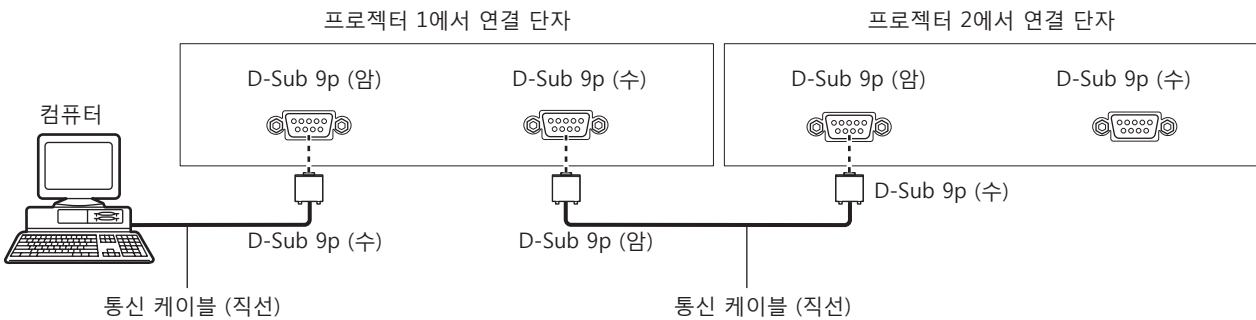 프로젝터 1에서 연결 단자
프로젝터 2에서 연결 단자
D-Sub 9p (암)
D-Sub 9p (수)
D-Sub 9p (암)
D-Sub 9p (수)
컴퓨터
D-Sub 9p (수)
D-Sub 9p (수)
D-Sub 9p (암)
통신 케이블 (직선)
통신 케이블 (직선)